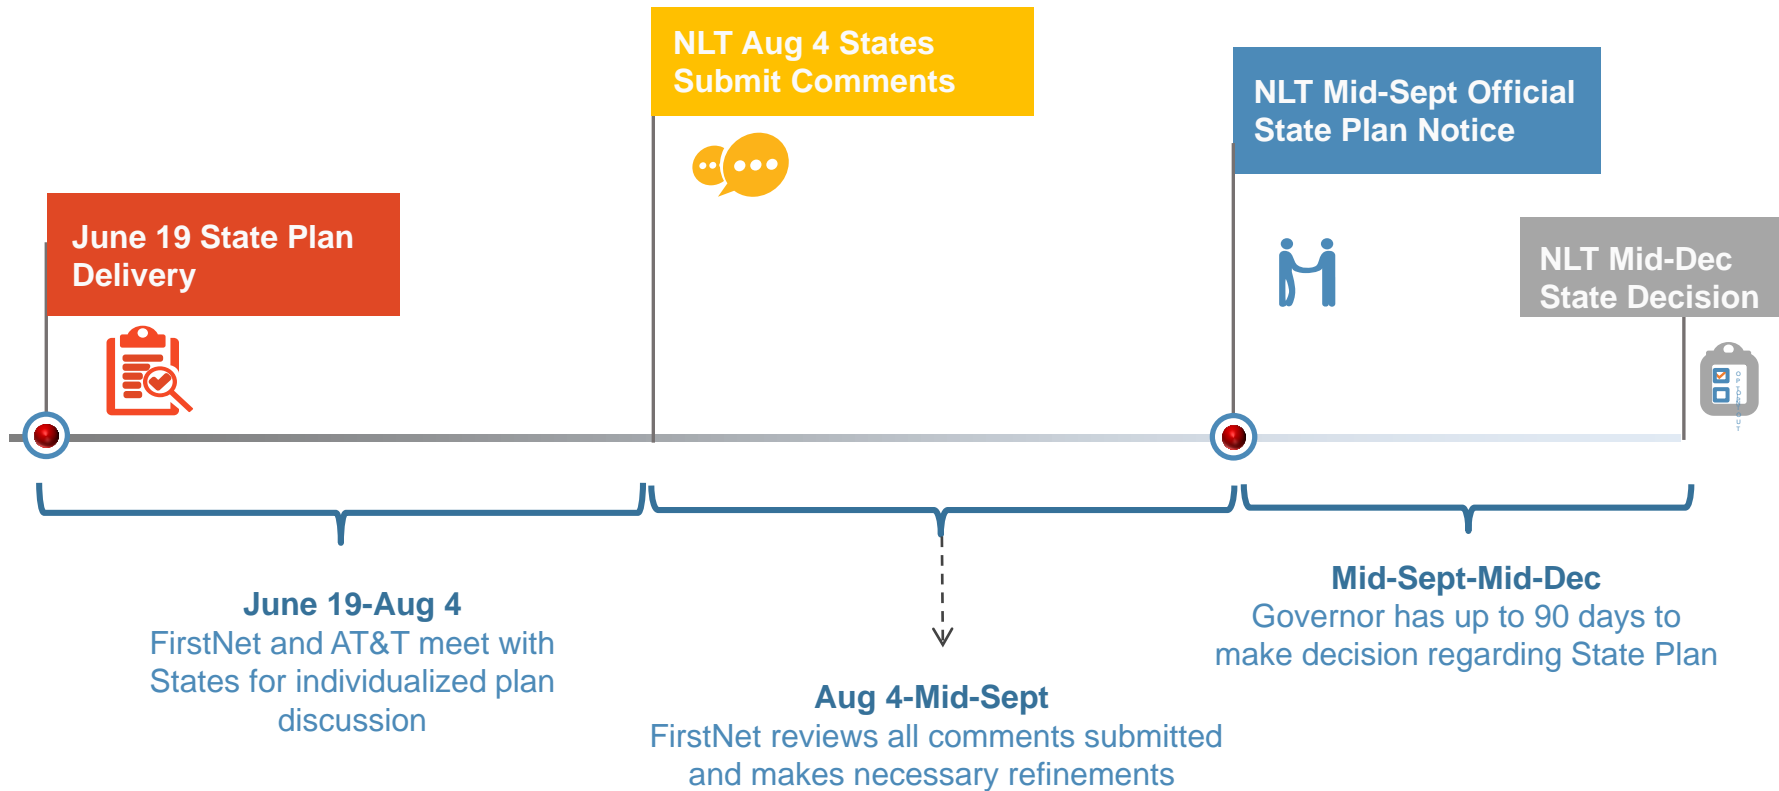 NLT Aug 4 States
Submit Comments
NLT Mid-Sept Official
State Plan Notice
June 19 State Plan
Delivery
NLT Mid-Dec
State Decision
June 19-Aug 4
FirstNet and AT&T meet with
States for individualized plan
discussion
Aug 4-Mid-Sept
FirstNet reviews all comments submitted
and makes necessary refinements
Mid-Sept-Mid-Dec
Governor has up to 90 days to
make decision regarding State Plan